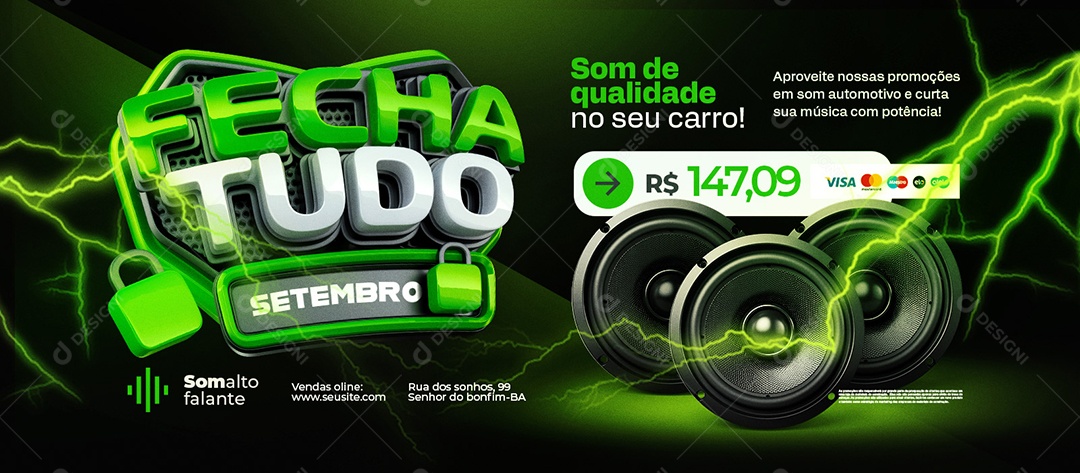 FECHA
TUDO
SETEMBRO
Som de
qualidade
no seu carro!
Aproveite nossas promoções
em som automotivo e curta
sua música com potência!
R$ 147,09
VISA
elo
Somalto
falante
Vendas oline:
www.seusite.com
Rua dos sonhos, 99
Senhor do bonfim-BA
DESIGNI